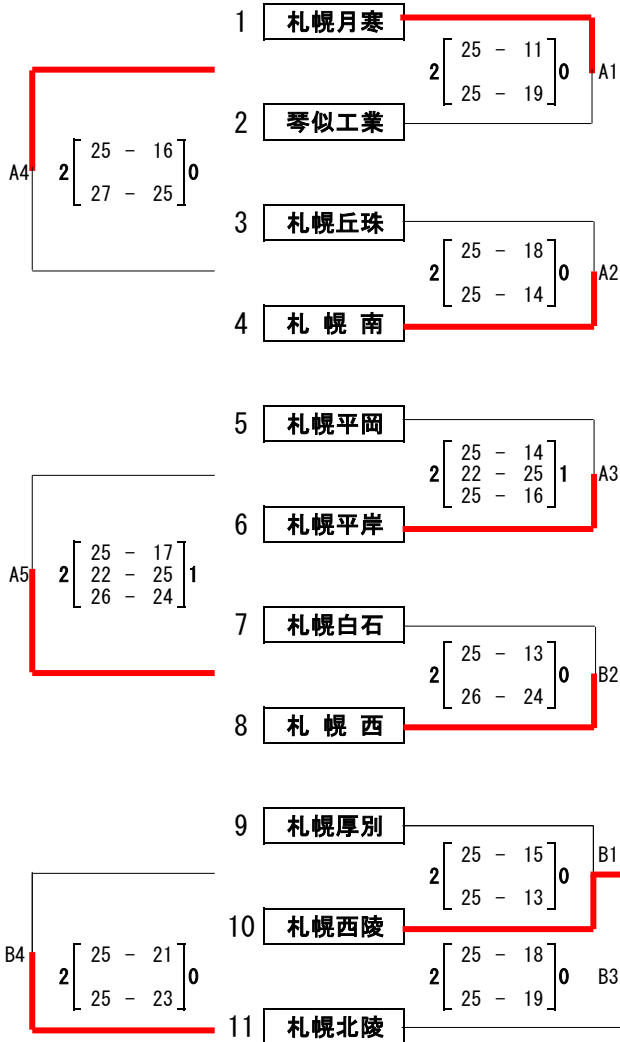 1 札幌月寒
2 [ 25 － 11 ] 0 A1
25 － 19
2 琴似工業
A4 2 [ 25 － 16 ] 0
27 － 25
3 札幌丘珠
2 [ 25 － 18 ] 0 A2
25 － 14
4 札 幌 南
5 札幌平岡
25 － 14
2 [ 22 － 25 ] 1 A3
25 － 16
6 札幌平岸
25 － 17
A5 2 [ 22 － 25 ] 1
26 － 24
7 札幌白石
2 [ 25 － 13 ] 0 B2
26 － 24
8 札 幌 西
9 札幌厚別
2 [ 25 － 15 ] 0 B1
25 － 13
10 札幌西陵
B4 2 [ 25 － 21 ] 0
25 － 23
2 [ 25 － 18 ] 0 B3
25 － 19
11 札幌北陵